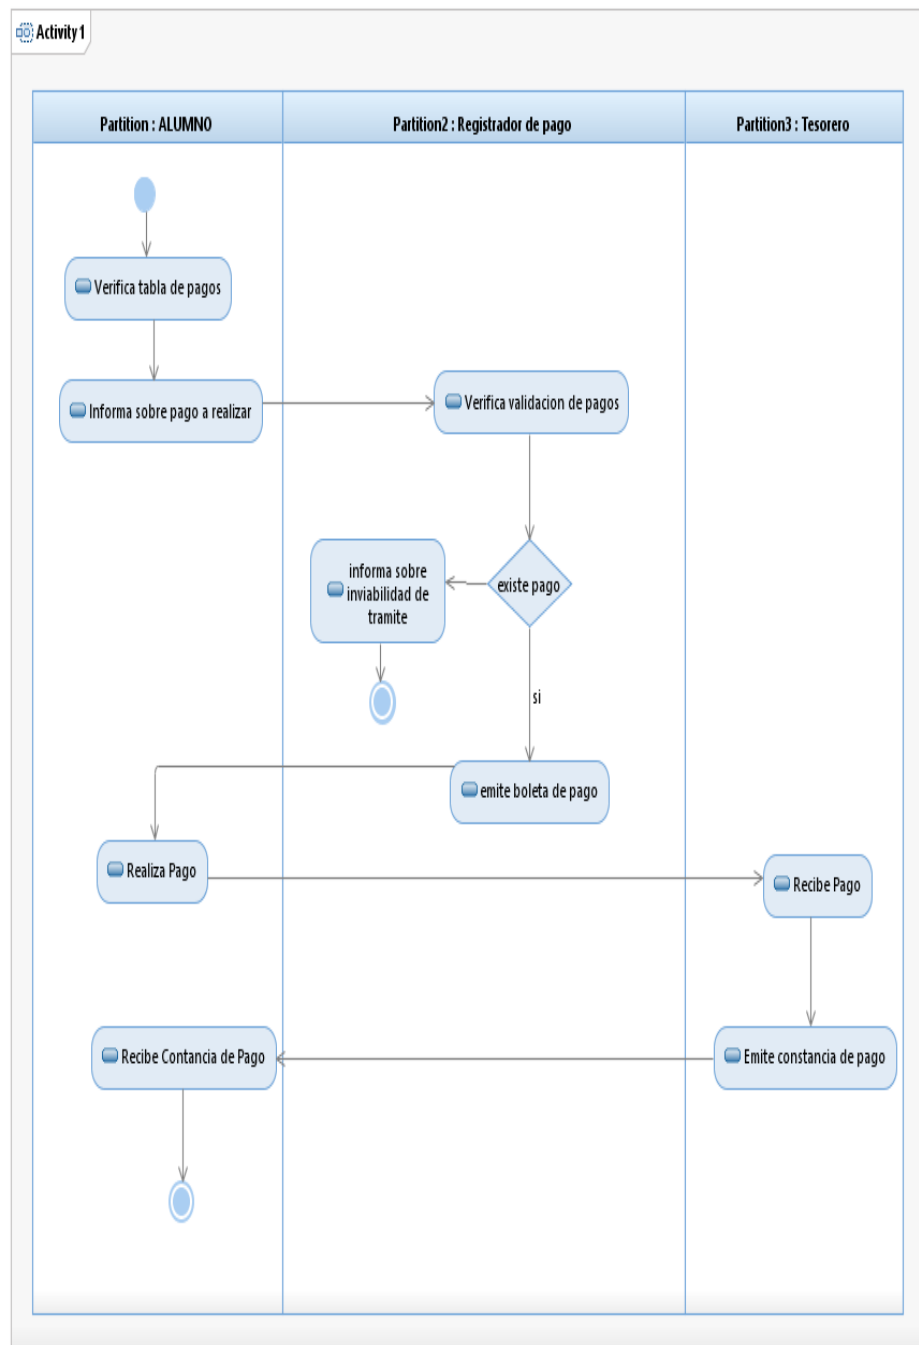 Activity1
Partition : ALUMNO
Partition2 : Registrador de pago
Partition3 : Tesorero
Verifica tabla de pagos
Informa sobre pago a realizar
Verifica validacion de pagos
informa sobre
inviabilidad de
tramite
existe pago
si
emite boleta de pago
Realiza Pago
Recibe Pago
Recibe Contancia de Pago
Emite constancia de pago